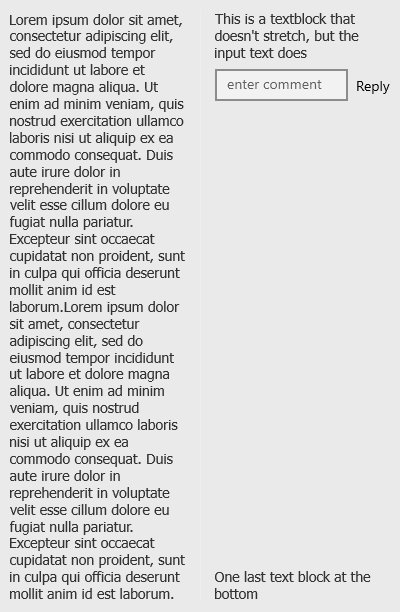 Lorem ipsum dolor sit amet,
consectetur adipiscing elit,
sed do eiusmod tempor
incididunt ut labore et
dolore magna aliqua. Ut
enim ad minim veniam, quis
nostrud exercitation ullamco
laboris nisi ut aliquip ex ea
commodo consequat. Duis
aute irure dolor in
reprehenderit in voluptate
velit esse cillum dolore eu
fugiat nulla pariatur.
Excepteur sint occaecat
cupidatat non proident, sunt
in culpa qui officia deserunt
mollit anim id est
laborum.Lorem ipsum dolor
sit amet, consectetur
adipiscing elit, sed do
eiusmod tempor incididunt
ut labore et dolore magna
aliqua. Ut enim ad minim
veniam, quis nostrud
exercitation ullamco laboris
nisi ut aliquip ex ea
commodo consequat. Duis
aute irure dolor in
reprehenderit in voluptate
velit esse cillum dolore eu
fugiat nulla pariatur.
Excepteur sint occaecat
cupidatat non proident, sunt
in culpa qui officia deserunt
mollit anim id est laborum.
This is a textblock that
doesn't stretch, but the
input text does
enter comment
Reply
One last text block at the
bottom